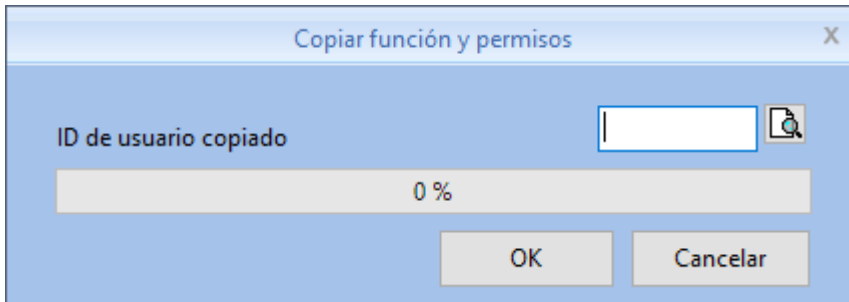 Copiar función y permisos
X
ID de usuario copiado
0 %
OK
Cancelar